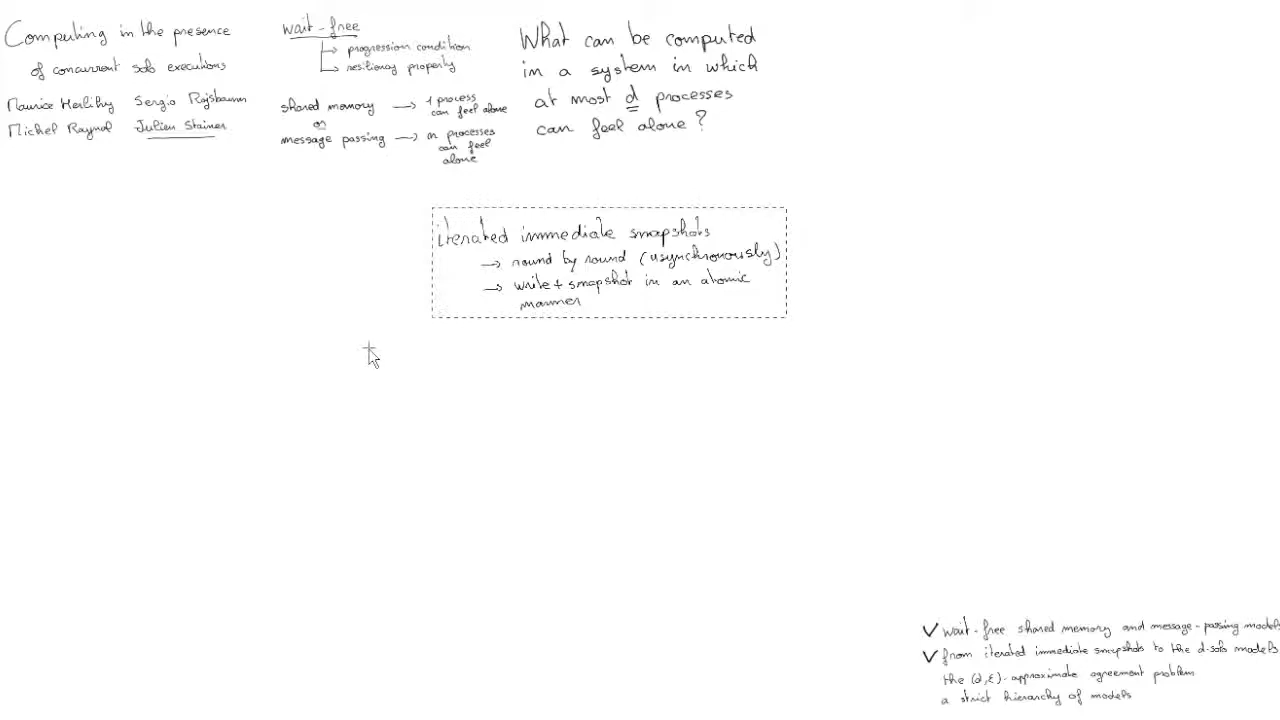 Computing in the presence
of concurrent solo executions
Maurice Herlihy Sergio Rajsbaum
Michel Raynal Julien Stainer
wait-free
→ progression condition
→ resiliency property
shared memory → 1 process can feel alone
or
message passing → n processes can feel alone
What can be computed
in a system in which
at most d processes
can feel alone ?
iterated immediate snapshots
→ round by round (asynchronously)
→ write + snapshot in an atomic
manner
✓ wait-free shared memory and message-passing models
✓ from iterated immediate snapshots to the d-solo models
the (d,ε)-approximate agreement problem
a strict hierarchy of models